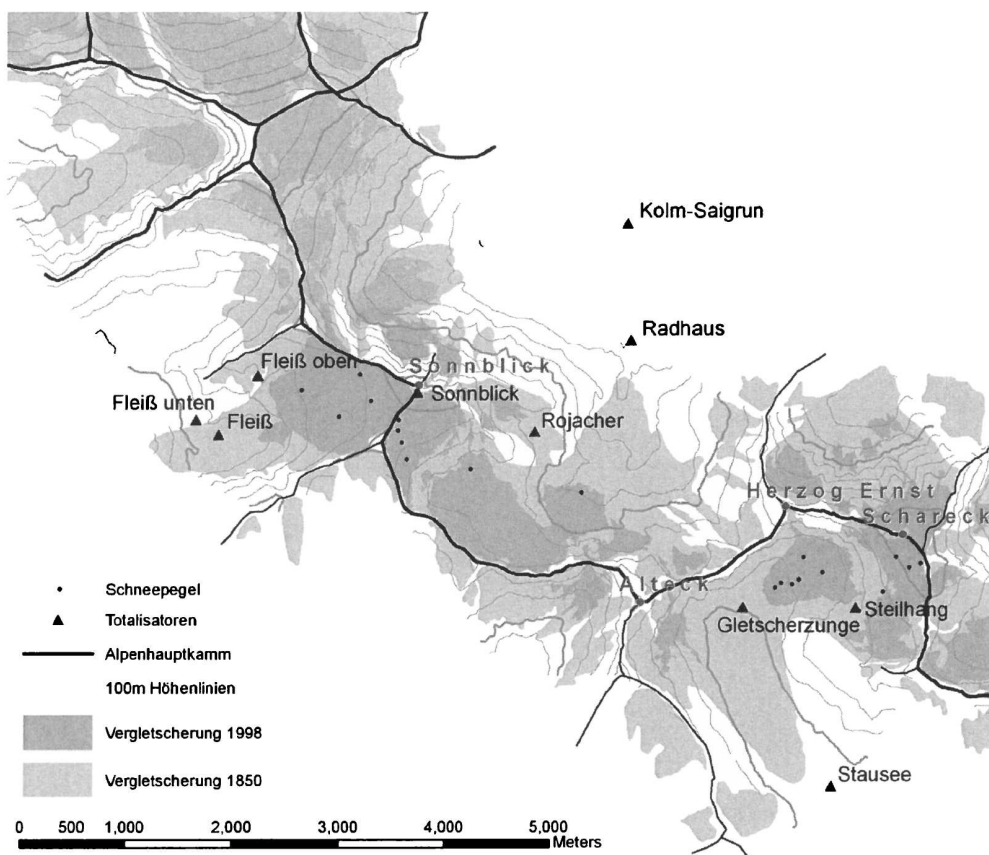 Kolm-Saigrun
Radhaus
Sonnblick
Fleiß oben
Sonnblick
Fleiß unten
Fleiß
Rojacher
Herzog Ernst
Schareck
Alteck
Gletscherzunge
Steilhang
Stausee
Schneepegel
Totalisatoren
Alpenhauptkamm
100m Höhenlinien
Vergletscherung 1998
Vergletscherung 1850
0 500 1,000 2,000 3,000 4,000 5,000
Meters